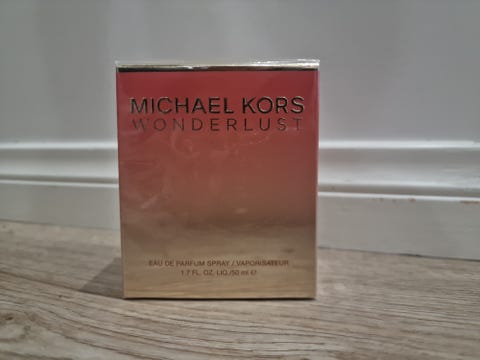 MICHAEL KORS
WONDERLUST
EAU DE PARFUM SPRAY / VAPORISATEUR
1.7 FL. OZ. LIQ./50 ml ℮